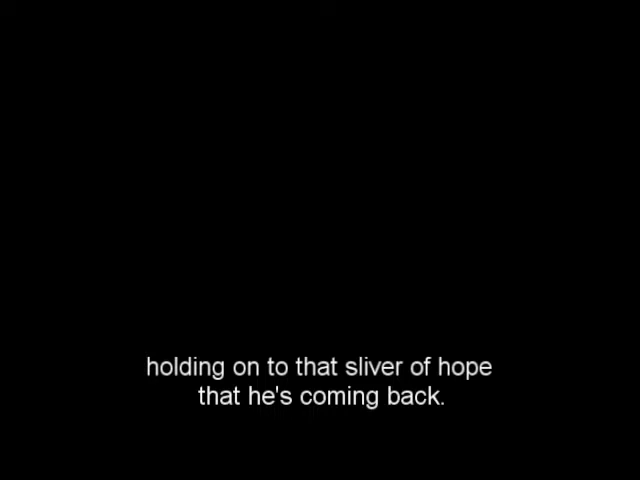 holding on to that sliver of hope
that he's coming back.